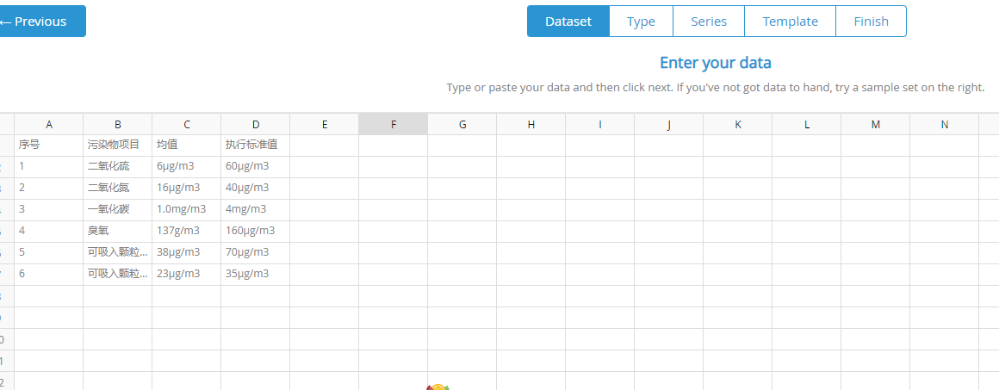 ← Previous
Dataset Type Series Template Finish
Enter your data
Type or paste your data and then click next. If you've not got data to hand, try a sample set on the right.
A B C D E F G H I J K L M N
序号 污染物项目 均值 执行标准值
1 二氧化硫 6μg/m3 60μg/m3
2 二氧化氮 16μg/m3 40μg/m3
3 一氧化碳 1.0mg/m3 4mg/m3
4 臭氧 137g/m3 160μg/m3
5 可吸入颗粒... 38μg/m3 70μg/m3
6 可吸入颗粒... 23μg/m3 35μg/m3